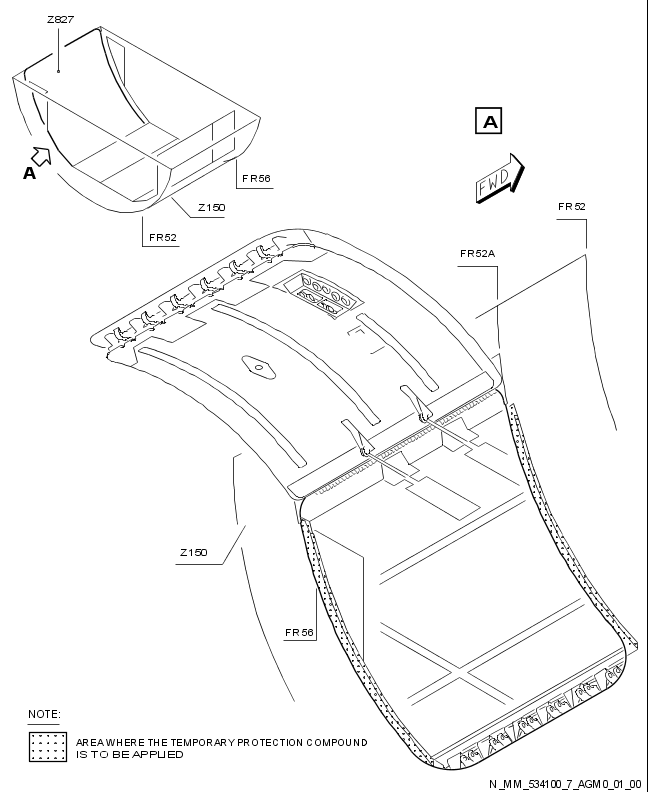 Z827
A
FR56
Z150
FR52
A
FWD
FR52
FR52A
Z150
FR56
NOTE:
AREA WHERE THE TEMPORARY PROTECTION COMPOUND
IS TO BE APPLIED
N_MM_534100_7_AGM0_01_00